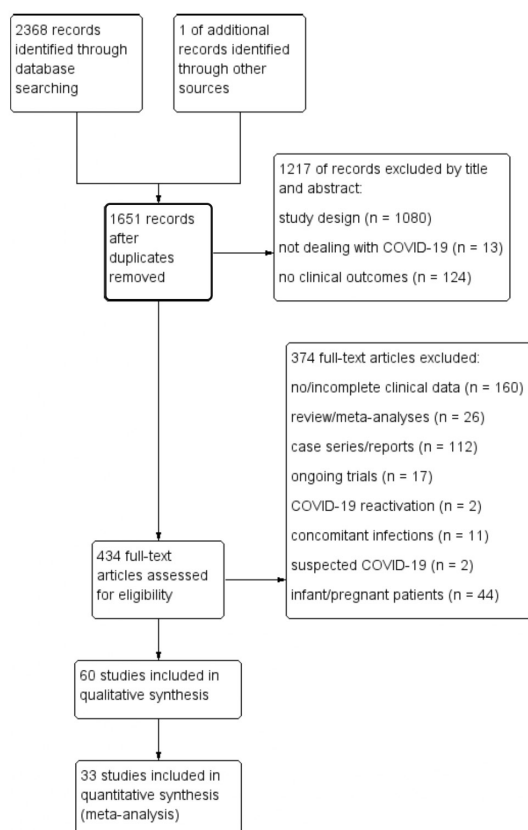 2368 records
identified through
database
searching
1 of additional
records identified
through other
sources
1651 records
after
duplicates
removed
1217 of records excluded by title
and abstract:
study design (n = 1080)
not dealing with COVID-19 (n = 13)
no clinical outcomes (n = 124)
374 full-text articles excluded:
no/incomplete clinical data (n = 160)
review/meta-analyses (n = 26)
case series/reports (n = 112)
ongoing trials (n = 17)
COVID-19 reactivation (n = 2)
concomitant infections (n = 11)
suspected COVID-19 (n = 2)
infant/pregnant patients (n = 44)
434 full-text
articles assessed
for eligibility
60 studies included in
qualitative synthesis
33 studies included in
quantitative synthesis
(meta-analysis)